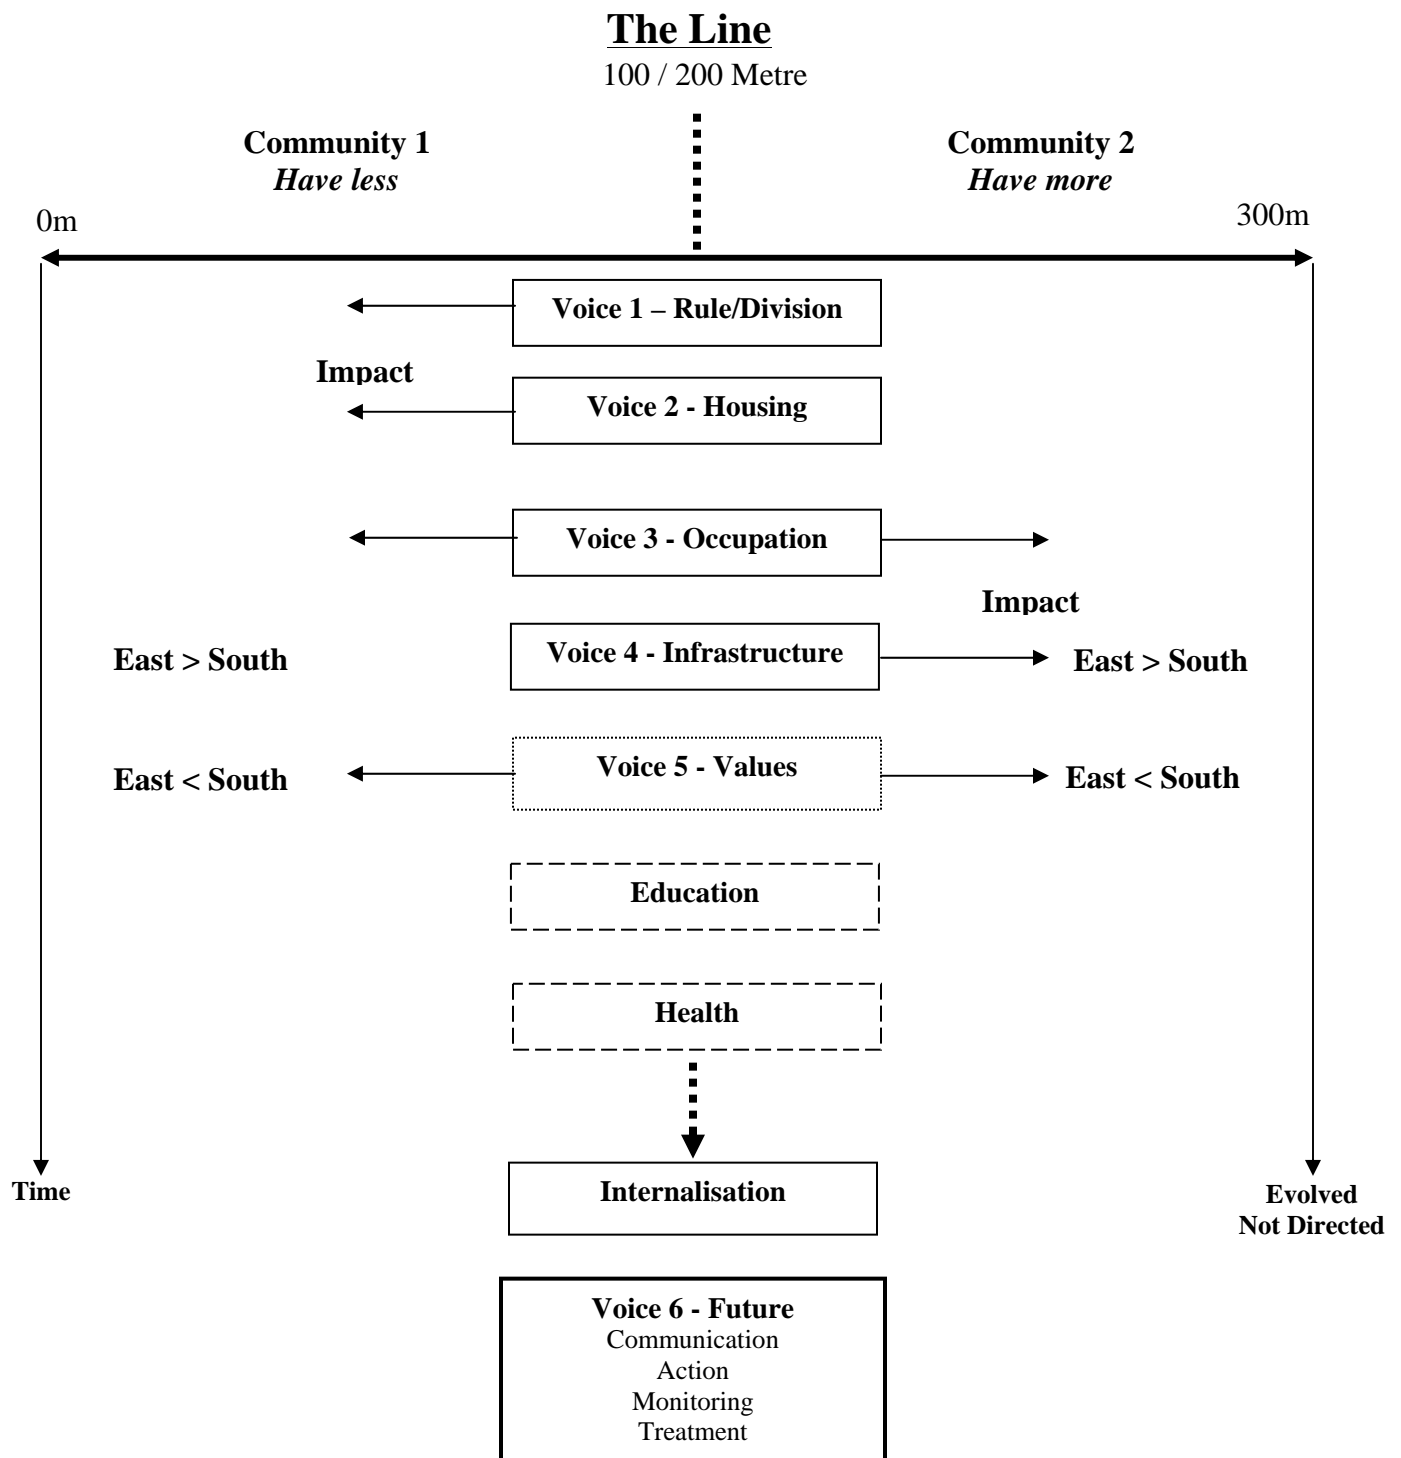 The Line
100 / 200 Metre
Community 1
Have less
Community 2
Have more
0m
300m
Voice 1 – Rule/Division
Impact
Voice 2 - Housing
Voice 3 - Occupation
Impact
East > South
Voice 4 - Infrastructure
East > South
East < South
Voice 5 - Values
East < South
Education
Health
Time
Internalisation
Evolved
Not Directed
Voice 6 - Future
Communication
Action
Monitoring
Treatment